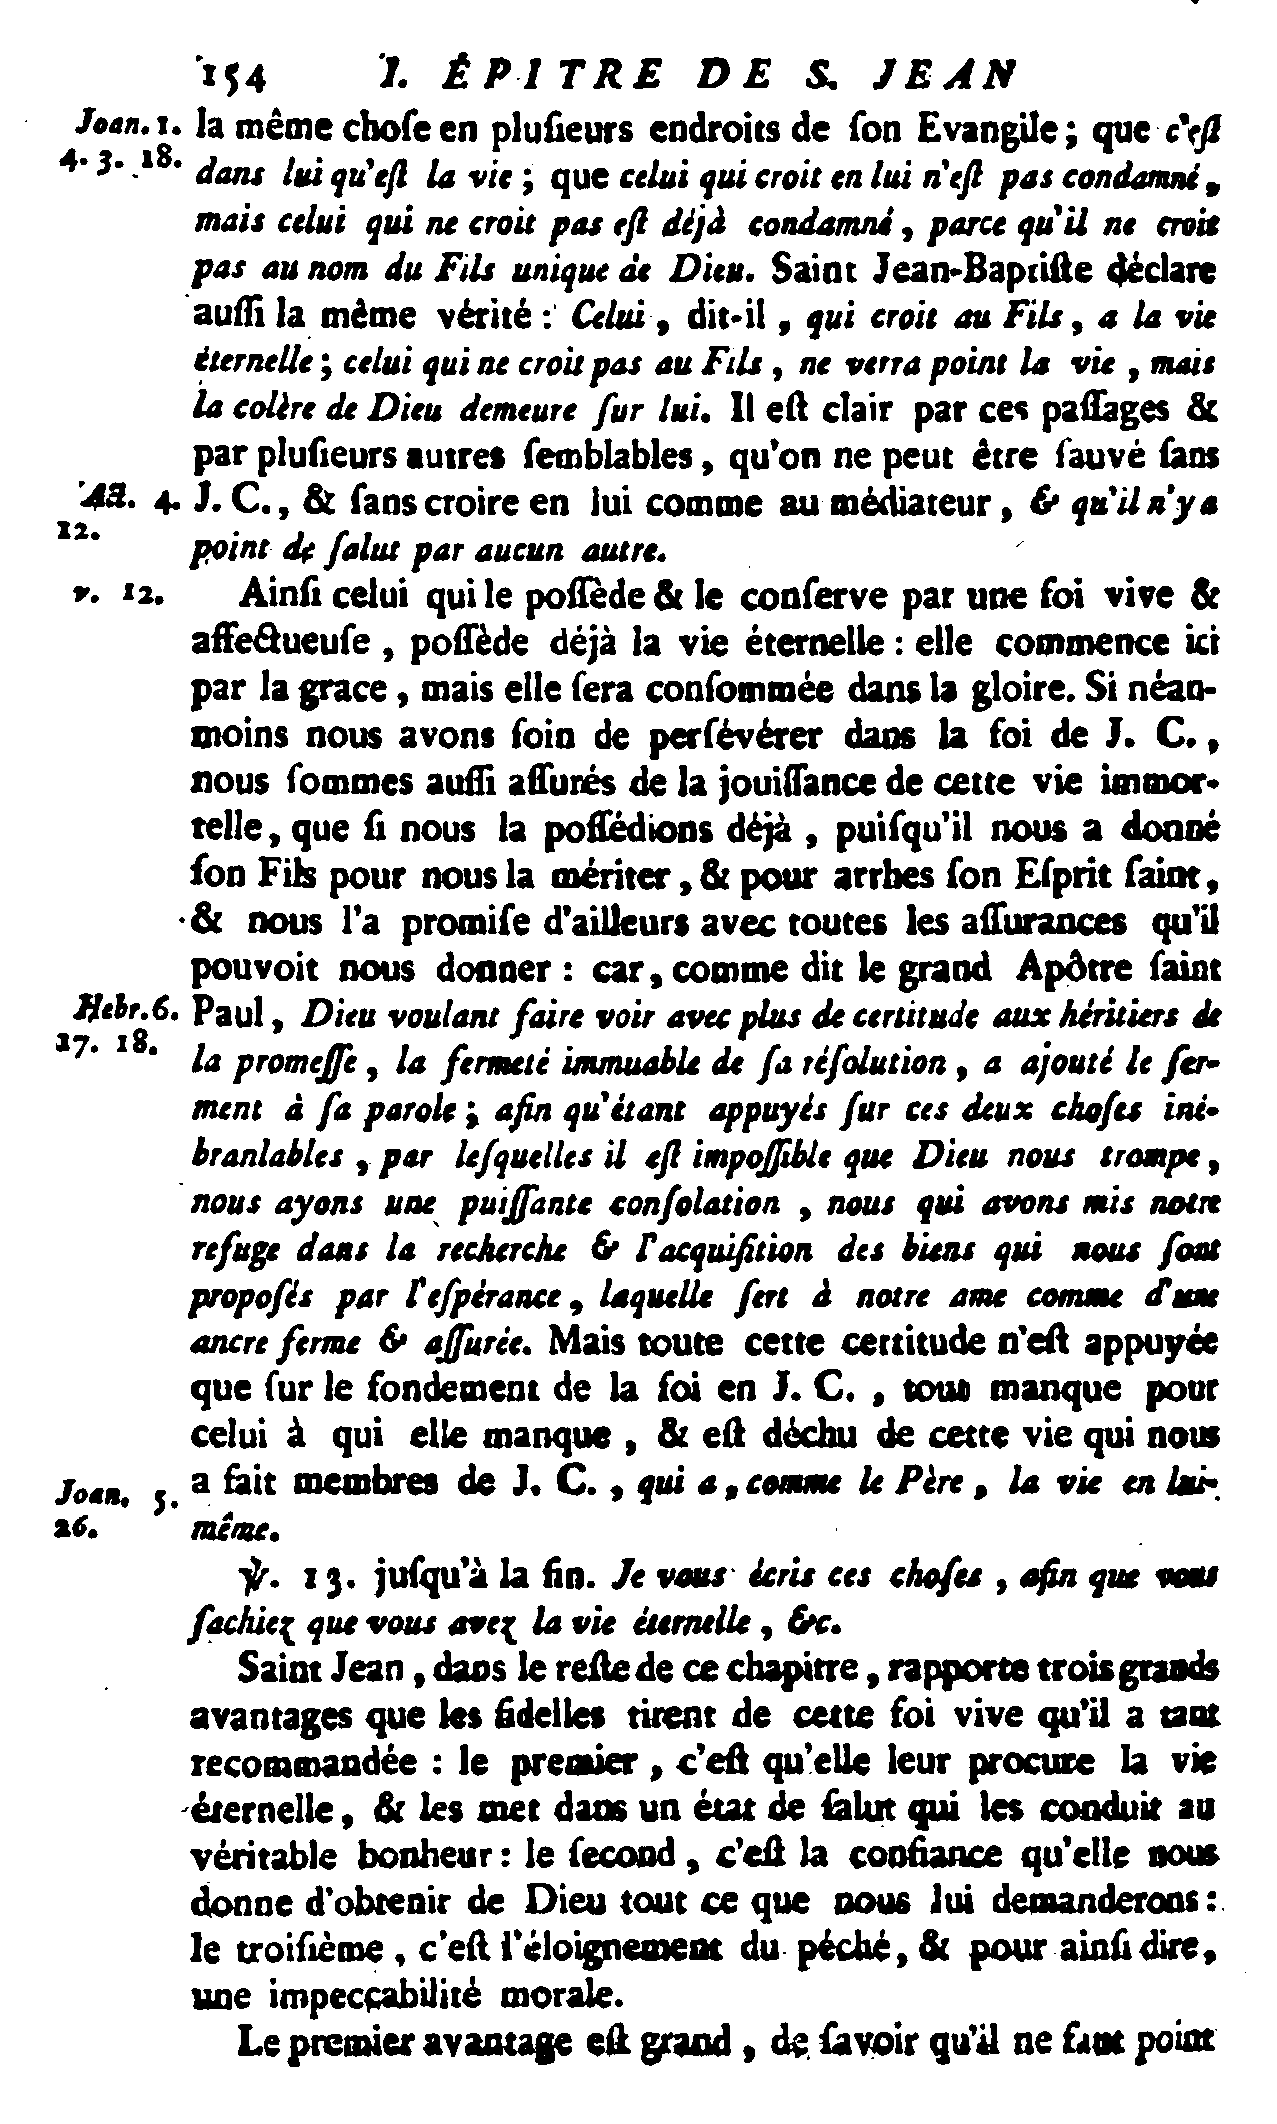 154 I. ÉPITRE DE S. JEAN
Joan. 1. la même choſe en pluſieurs endroits de ſon Evangile ; que c'eſt
4. 3. 18. dans lui qu'eſt la vie ; que celui qui croit en lui n'eſt pas condamné,
mais celui qui ne croit pas eſt déjà condamné, parce qu'il ne croit
pas au nom du Fils unique de Dieu. Saint Jean-Baptiſte déclare
auſſi la même vérité : Celui, dit-il, qui croit au Fils, a la vie
éternelle ; celui qui ne croit pas au Fils, ne verra point la vie, mais
la colère de Dieu demeure ſur lui. Il eſt clair par ces paſſages &
par pluſieurs autres ſemblables, qu'on ne peut être ſauvé ſans
Act. 4. J. C., & ſans croire en lui comme au médiateur, & qu'il n'y a
12. point de ſalut par aucun autre.
v. 12. Ainſi celui qui le poſſède & le conſerve par une foi vive &
affectueuſe, poſſède déjà la vie éternelle : elle commence ici
par la grace, mais elle ſera conſommée dans la gloire. Si néan-
moins nous avons ſoin de perſévérer dans la foi de J. C.,
nous ſommes auſſi aſſurés de la jouiſſance de cette vie immor-
telle, que ſi nous la poſſédions déjà, puiſqu'il nous a donné
ſon Fils pour nous la mériter, & pour arrhes ſon Eſprit ſaint,
& nous l'a promiſe d'ailleurs avec toutes les aſſurances qu'il
pouvoit nous donner : car, comme dit le grand Apôtre ſaint
Hebr. 6. Paul, Dieu voulant faire voir avec plus de certitude aux héritiers de
17. 18. la promeſſe, la fermeté immuable de ſa réſolution, a ajouté le ſer-
ment à ſa parole ; afin qu'étant appuyés ſur ces deux choſes iné-
branlables, par leſquelles il eſt impoſſible que Dieu nous trompe,
nous ayons une puiſſante conſolation, nous qui avons mis notre
refuge dans la recherche & l'acquiſition des biens qui nous ſont
propoſés par l'eſpérance, laquelle ſert à notre ame comme d'une
ancre ferme & aſſurée. Mais toute cette certitude n'eſt appuyée
que ſur le fondement de la foi en J. C., tout manque pour
celui à qui elle manque, & eſt déchu de cette vie qui nous
Joan. 5. a fait membres de J. C., qui a, comme le Père, la vie en lui-
26. même.
℣. 13. juſqu'à la fin. Je vous écris ces choſes, afin que vous
ſachiez que vous avez la vie éternelle, &c.
Saint Jean, dans le reſte de ce chapitre, rapporte trois grands
avantages que les fidelles tirent de cette foi vive qu'il a tant
recommandée : le premier, c'eſt qu'elle leur procure la vie
éternelle, & les met dans un état de ſalut qui les conduit au
véritable bonheur : le ſecond, c'eſt la confiance qu'elle nous
donne d'obtenir de Dieu tout ce que nous lui demanderons :
le troiſième, c'eſt l'éloignement du péché, & pour ainſi dire,
une impeccabilité morale.
Le premier avantage eſt grand, de ſavoir qu'il ne faut point